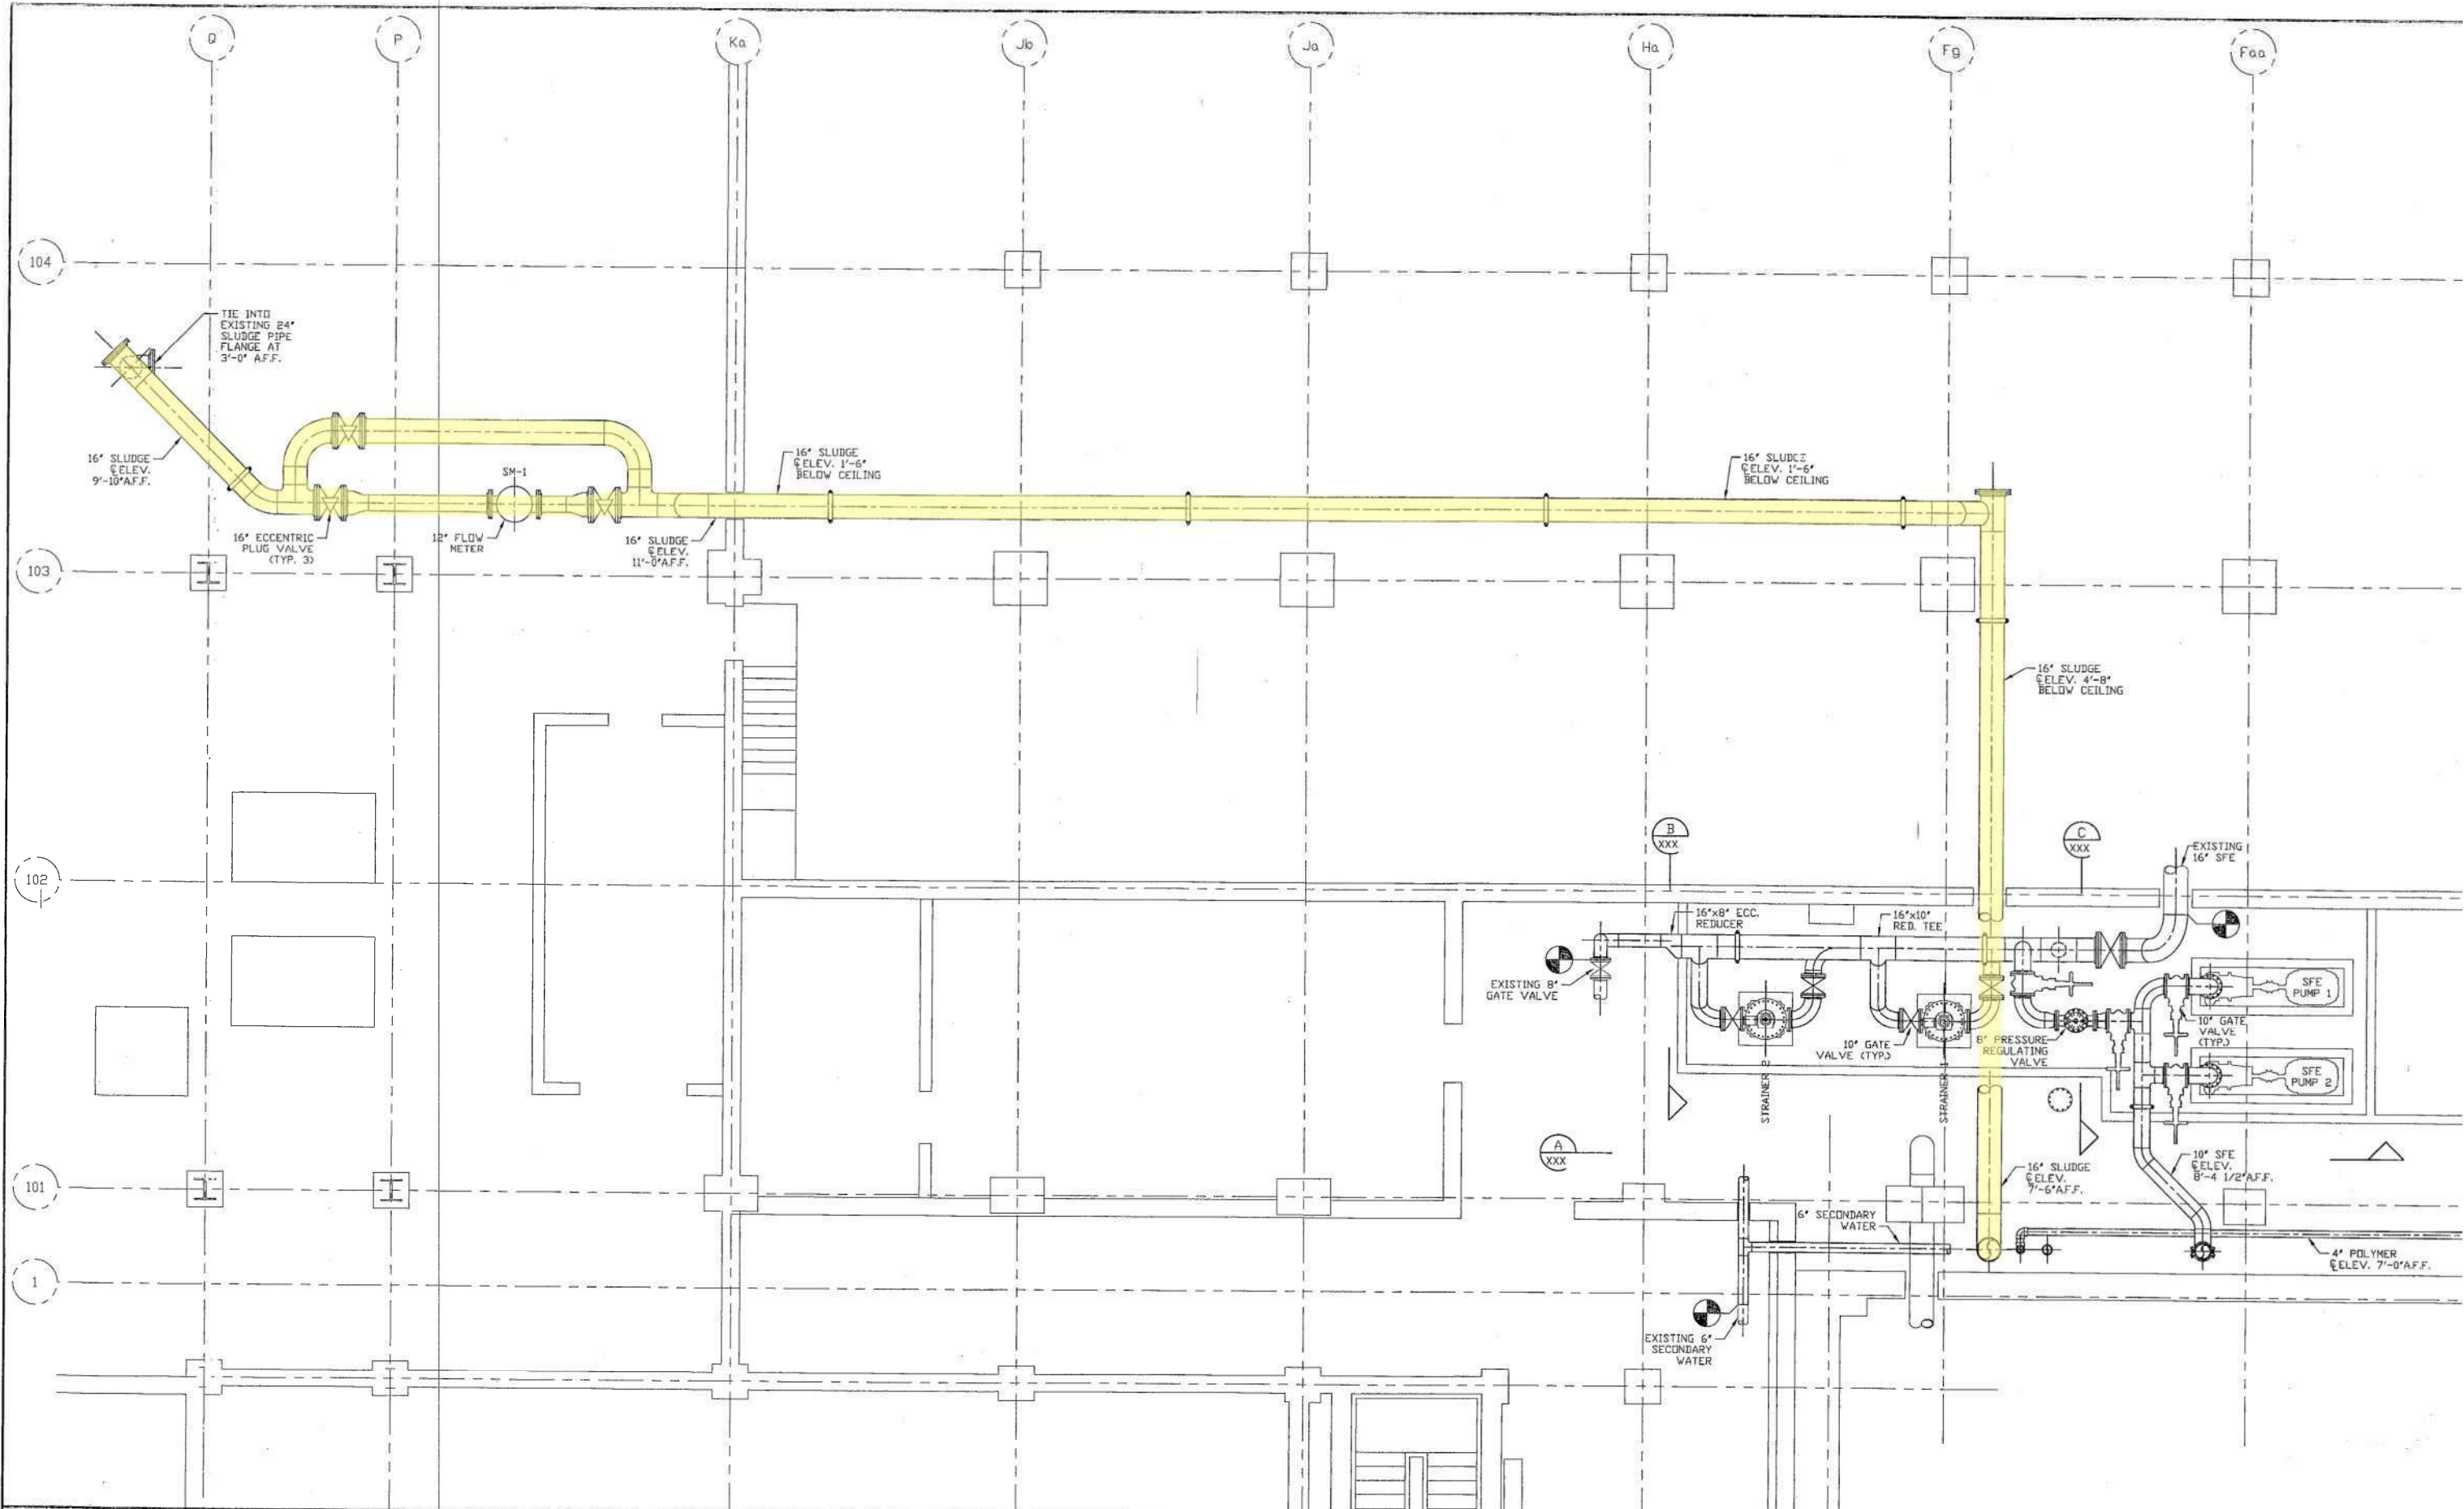 Q
P
Ka
Jb
Ja
Ha
Fg
Faa
104
TIE INTO
EXISTING 24"
SLUDGE PIPE
FLANGE AT
3'-0" A.F.F.
16" SLUDGE
℄ELEV.
9'-10"A.F.F.
SM-1
16" SLUDGE
℄ELEV. 1'-6"
BELOW CEILING
16" SLUDGE
℄ELEV. 1'-6"
BELOW CEILING
16" ECCENTRIC
PLUG VALVE
(TYP. 3)
12" FLOW
METER
16" SLUDGE
℄ELEV.
11'-0"A.F.F.
103
16" SLUDGE
℄ELEV. 4'-8"
BELOW CEILING
B
XXX
C
XXX
EXISTING
16" SFE
102
16"x8" ECC.
REDUCER
16"x10"
RED. TEE
EXISTING 8"
GATE VALVE
SFE
PUMP 1
10" GATE
VALVE
(TYP.)
10" GATE
VALVE (TYP.)
8" PRESSURE
REGULATING
VALVE
SFE
PUMP 2
STRAINER 2
STRAINER 1
A
XXX
101
16" SLUDGE
℄ELEV.
7'-6"A.F.F.
10" SFE
℄ELEV.
8'-4 1/2"A.F.F.
6" SECONDARY
WATER
4" POLYMER
℄ELEV. 7'-0"A.F.F.
1
EXISTING 6"
SECONDARY
WATER